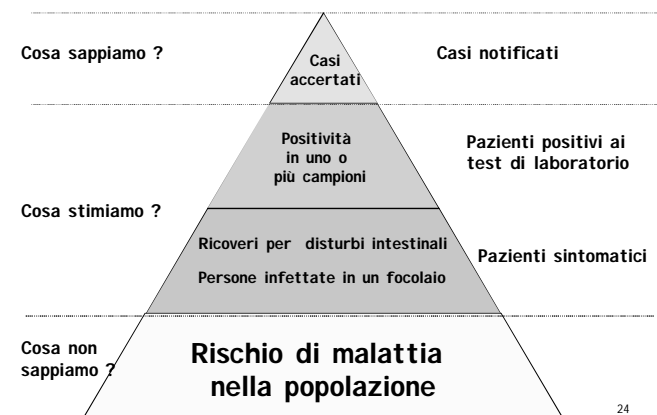 Cosa sappiamo ?
Casi
accertati
Casi notificati
Positività
in uno o
più campioni
Pazienti positivi ai
test di laboratorio
Cosa stimiamo ?
Ricoveri per disturbi intestinali
Persone infettate in un focolaio
Pazienti sintomatici
Cosa non
sappiamo ?
Rischio di malattia
nella popolazione
24